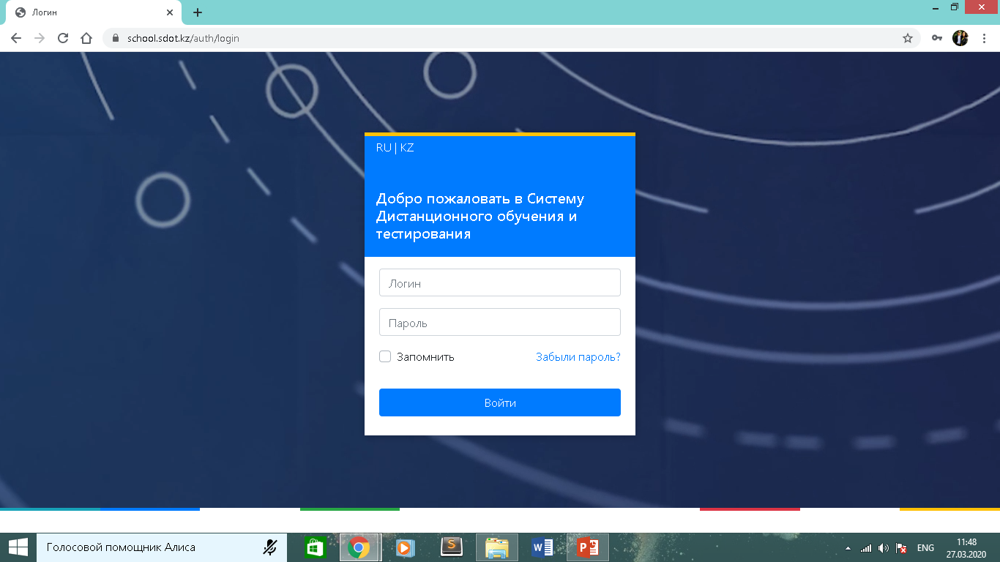 Логин
school.sdot.kz/auth/login
RU | KZ
Добро пожаловать в Систему
Дистанционного обучения и
тестирования
Логин
Пароль
Запомнить
Забыли пароль?
Войти
Голосовой помощник Алиса
ENG
11:48
27.03.2020